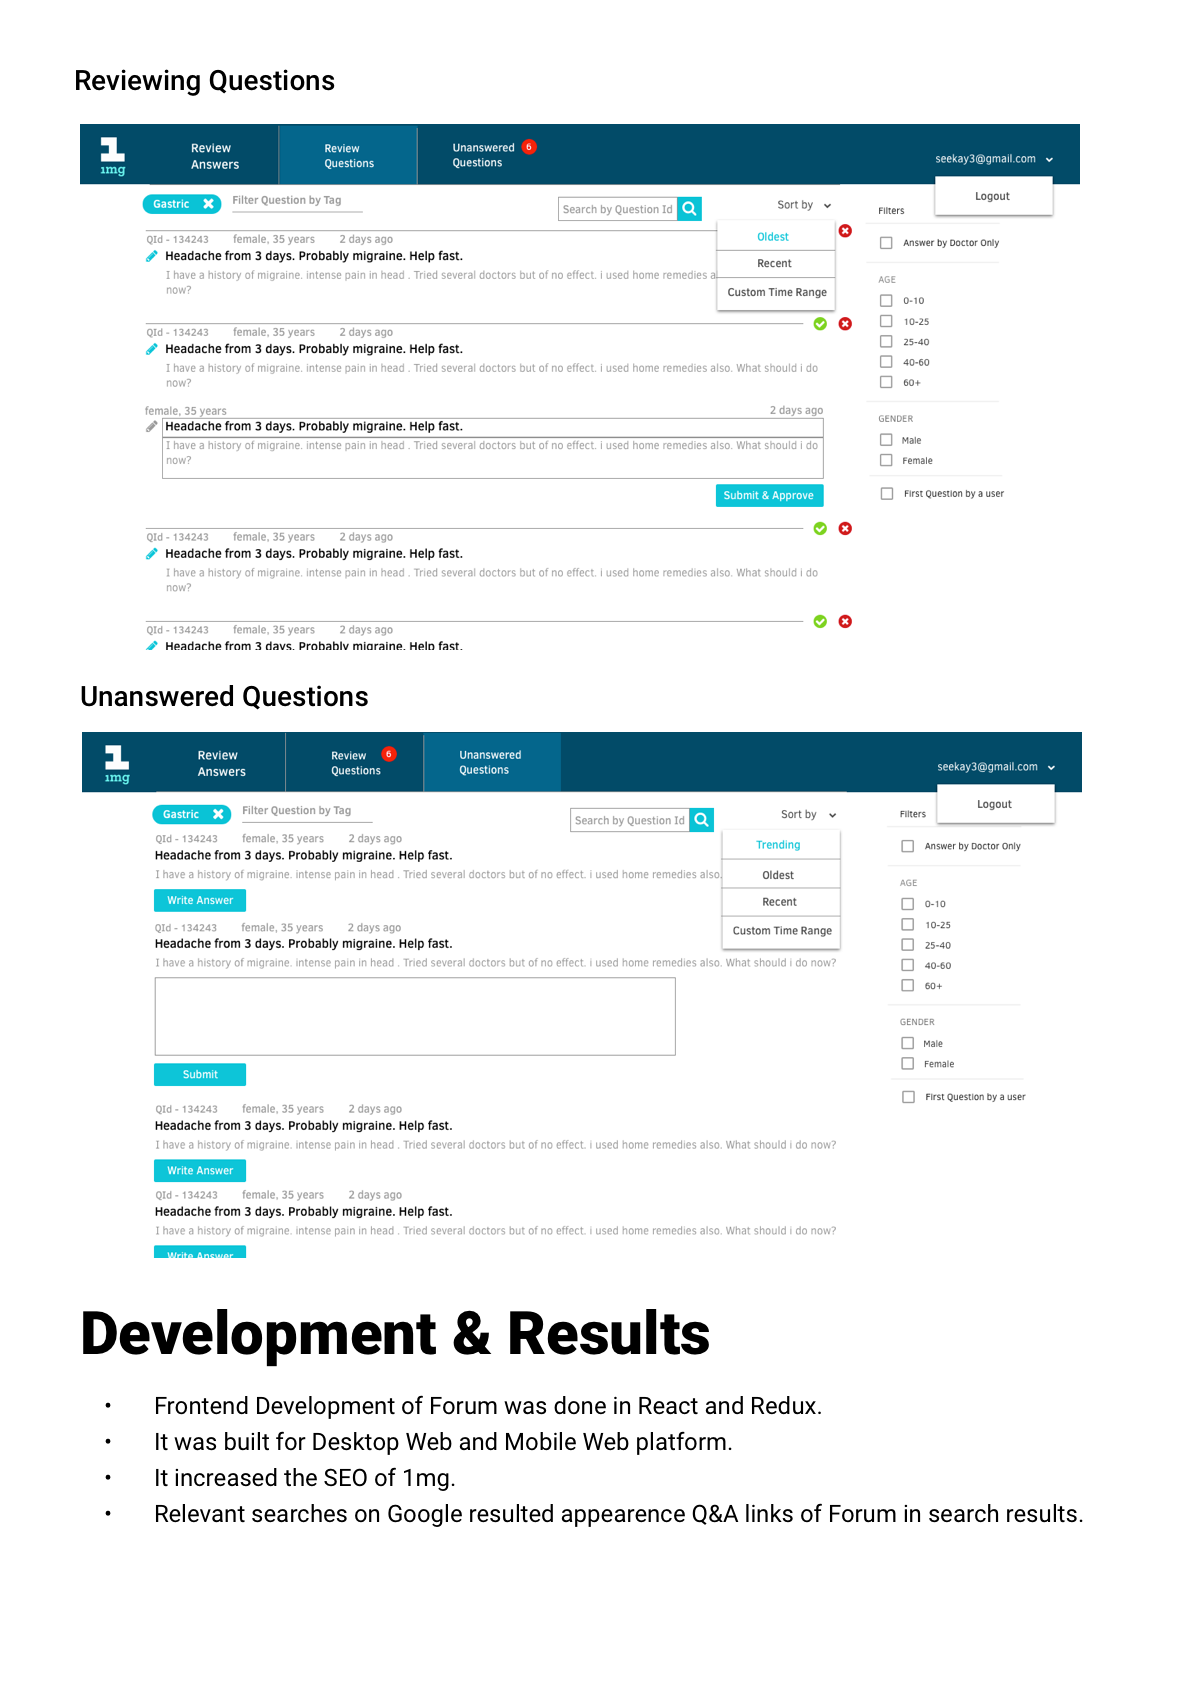 Reviewing Questions
1mg
Review
Answers
Review
Questions
Unanswered 6
Questions
seekay3@gmail.com
Logout
Gastric
Filter Question by Tag
Search by Question Id
Sort by
Oldest
Recent
Custom Time Range
Filters
Answer by Doctor Only
AGE
0-10
10-25
25-40
40-60
60+
GENDER
Male
Female
First Question by a user
QId - 134243 female, 35 years 2 days ago
Headache from 3 days. Probably migraine. Help fast.
I have a history of migraine. intense pain in head . Tried several doctors but of no effect. i used home remedies a
now?
QId - 134243 female, 35 years 2 days ago
Headache from 3 days. Probably migraine. Help fast.
I have a history of migraine. intense pain in head . Tried several doctors but of no effect. i used home remedies also. What should i do
now?
female, 35 years 2 days ago
Headache from 3 days. Probably migraine. Help fast.
I have a history of migraine. intense pain in head . Tried several doctors but of no effect. i used home remedies also. What should i do
now?
Submit & Approve
QId - 134243 female, 35 years 2 days ago
Headache from 3 days. Probably migraine. Help fast.
I have a history of migraine. intense pain in head . Tried several doctors but of no effect. i used home remedies also. What should i do
now?
QId - 134243 female, 35 years 2 days ago
Headache from 3 days. Probably migraine. Help fast.
Unanswered Questions
1mg
Review
Answers
Review 6
Questions
Unanswered
Questions
seekay3@gmail.com
Logout
Gastric
Filter Question by Tag
Search by Question Id
Sort by
Trending
Oldest
Recent
Custom Time Range
Filters
Answer by Doctor Only
AGE
0-10
10-25
25-40
40-60
60+
GENDER
Male
Female
First Question by a user
QId - 134243 female, 35 years 2 days ago
Headache from 3 days. Probably migraine. Help fast.
I have a history of migraine. intense pain in head . Tried several doctors but of no effect. i used home remedies also.
Write Answer
QId - 134243 female, 35 years 2 days ago
Headache from 3 days. Probably migraine. Help fast.
I have a history of migraine. intense pain in head . Tried several doctors but of no effect. i used home remedies also. What should i do now?
Submit
QId - 134243 female, 35 years 2 days ago
Headache from 3 days. Probably migraine. Help fast.
I have a history of migraine. intense pain in head . Tried several doctors but of no effect. i used home remedies also. What should i do now?
Write Answer
QId - 134243 female, 35 years 2 days ago
Headache from 3 days. Probably migraine. Help fast.
I have a history of migraine. intense pain in head . Tried several doctors but of no effect. i used home remedies also. What should i do now?
Write Answer
Development & Results
• Frontend Development of Forum was done in React and Redux.
• It was built for Desktop Web and Mobile Web platform.
• It increased the SEO of 1mg.
• Relevant searches on Google resulted appearence Q&A links of Forum in search results.